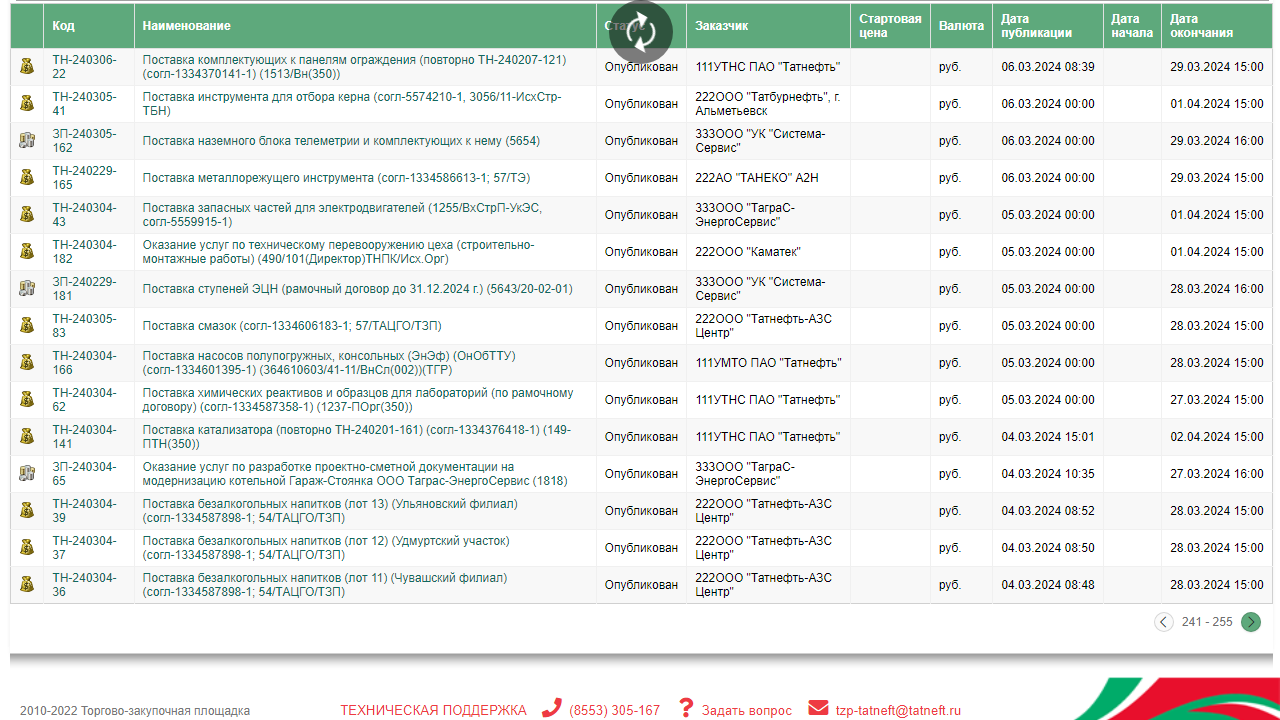 Код Наименование Статус Заказчик Стартовая цена Валюта Дата публикации Дата начала Дата окончания
ТН-240306-22 Поставка комплектующих к панелям ограждения (повторно ТН-240207-121) (согл-1334370141-1) (1513/Вн(350)) Опубликован 111УТНС ПАО "Татнефть" руб. 06.03.2024 08:39 29.03.2024 15:00
ТН-240305-41 Поставка инструмента для отбора керна (согл-5574210-1, 3056/11-ИсхСтр-ТБН) Опубликован 222ООО "Татбурнефть", г. Альметьевск руб. 06.03.2024 00:00 01.04.2024 15:00
ЗП-240305-162 Поставка наземного блока телеметрии и комплектующих к нему (5654) Опубликован 333ООО "УК "Система-Сервис" руб. 06.03.2024 00:00 29.03.2024 16:00
ТН-240229-165 Поставка металлорежущего инструмента (согл-1334586613-1; 57/ТЭ) Опубликован 222АО "ТАНЕКО" А2Н руб. 06.03.2024 00:00 29.03.2024 15:00
ТН-240304-43 Поставка запасных частей для электродвигателей (1255/ВхСтрП-УкЭС, согл-5559915-1) Опубликован 333ООО "ТаграС-ЭнергоСервис" руб. 05.03.2024 00:00 01.04.2024 15:00
ТН-240304-182 Оказание услуг по техническому перевооружению цеха (строительно-монтажные работы) (490/101(Директор)ТНПК/Исх.Орг) Опубликован 222ООО "Каматек" руб. 05.03.2024 00:00 01.04.2024 15:00
ЗП-240229-181 Поставка ступеней ЭЦН (рамочный договор до 31.12.2024 г.) (5643/20-02-01) Опубликован 333ООО "УК "Система-Сервис" руб. 05.03.2024 00:00 28.03.2024 16:00
ТН-240305-83 Поставка смазок (согл-1334606183-1; 57/ТАЦГО/ТЗП) Опубликован 222ООО "Татнефть-АЗС Центр" руб. 05.03.2024 00:00 28.03.2024 15:00
ТН-240304-166 Поставка насосов полупогружных, консольных (ЭнЭф) (ОнОбТТУ) (согл-1334601395-1) (364610603/41-11/ВнСл(002))(ТГР) Опубликован 111УМТО ПАО "Татнефть" руб. 05.03.2024 00:00 28.03.2024 15:00
ТН-240304-62 Поставка химических реактивов и образцов для лабораторий (по рамочному договору) (согл-1334587358-1) (1237-ПОрг(350)) Опубликован 111УТНС ПАО "Татнефть" руб. 05.03.2024 00:00 27.03.2024 15:00
ТН-240304-141 Поставка катализатора (повторно ТН-240201-161) (согл-1334376418-1) (149-ПТН(350)) Опубликован 111УТНС ПАО "Татнефть" руб. 04.03.2024 15:01 02.04.2024 15:00
ЗП-240304-65 Оказание услуг по разработке проектно-сметной документации на модернизацию котельной Гараж-Стоянка ООО Таграс-ЭнергоСервис (1818) Опубликован 333ООО "ТаграС-ЭнергоСервис" руб. 04.03.2024 10:35 27.03.2024 16:00
ТН-240304-39 Поставка безалкогольных напитков (лот 13) (Ульяновский филиал) (согл-1334587898-1; 54/ТАЦГО/ТЗП) Опубликован 222ООО "Татнефть-АЗС Центр" руб. 04.03.2024 08:52 28.03.2024 15:00
ТН-240304-37 Поставка безалкогольных напитков (лот 12) (Удмуртский участок) (согл-1334587898-1; 54/ТАЦГО/ТЗП) Опубликован 222ООО "Татнефть-АЗС Центр" руб. 04.03.2024 08:50 28.03.2024 15:00
ТН-240304-36 Поставка безалкогольных напитков (лот 11) (Чувашский филиал) (согл-1334587898-1; 54/ТАЦГО/ТЗП) Опубликован 222ООО "Татнефть-АЗС Центр" руб. 04.03.2024 08:48 28.03.2024 15:00
241 - 255
2010-2022 Торгово-закупочная площадка ТЕХНИЧЕСКАЯ ПОДДЕРЖКА (8553) 305-167 Задать вопрос tzp-tatneft@tatneft.ru